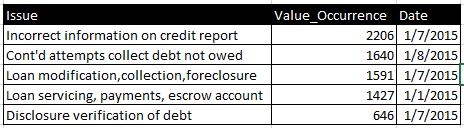 Issue Value_Occurrence Date
Incorrect information on credit report 2206 1/7/2015
Cont'd attempts collect debt not owed 1640 1/8/2015
Loan modification,collection,foreclosure 1591 1/7/2015
Loan servicing, payments, escrow account 1427 1/1/2015
Disclosure verification of debt 646 1/7/2015